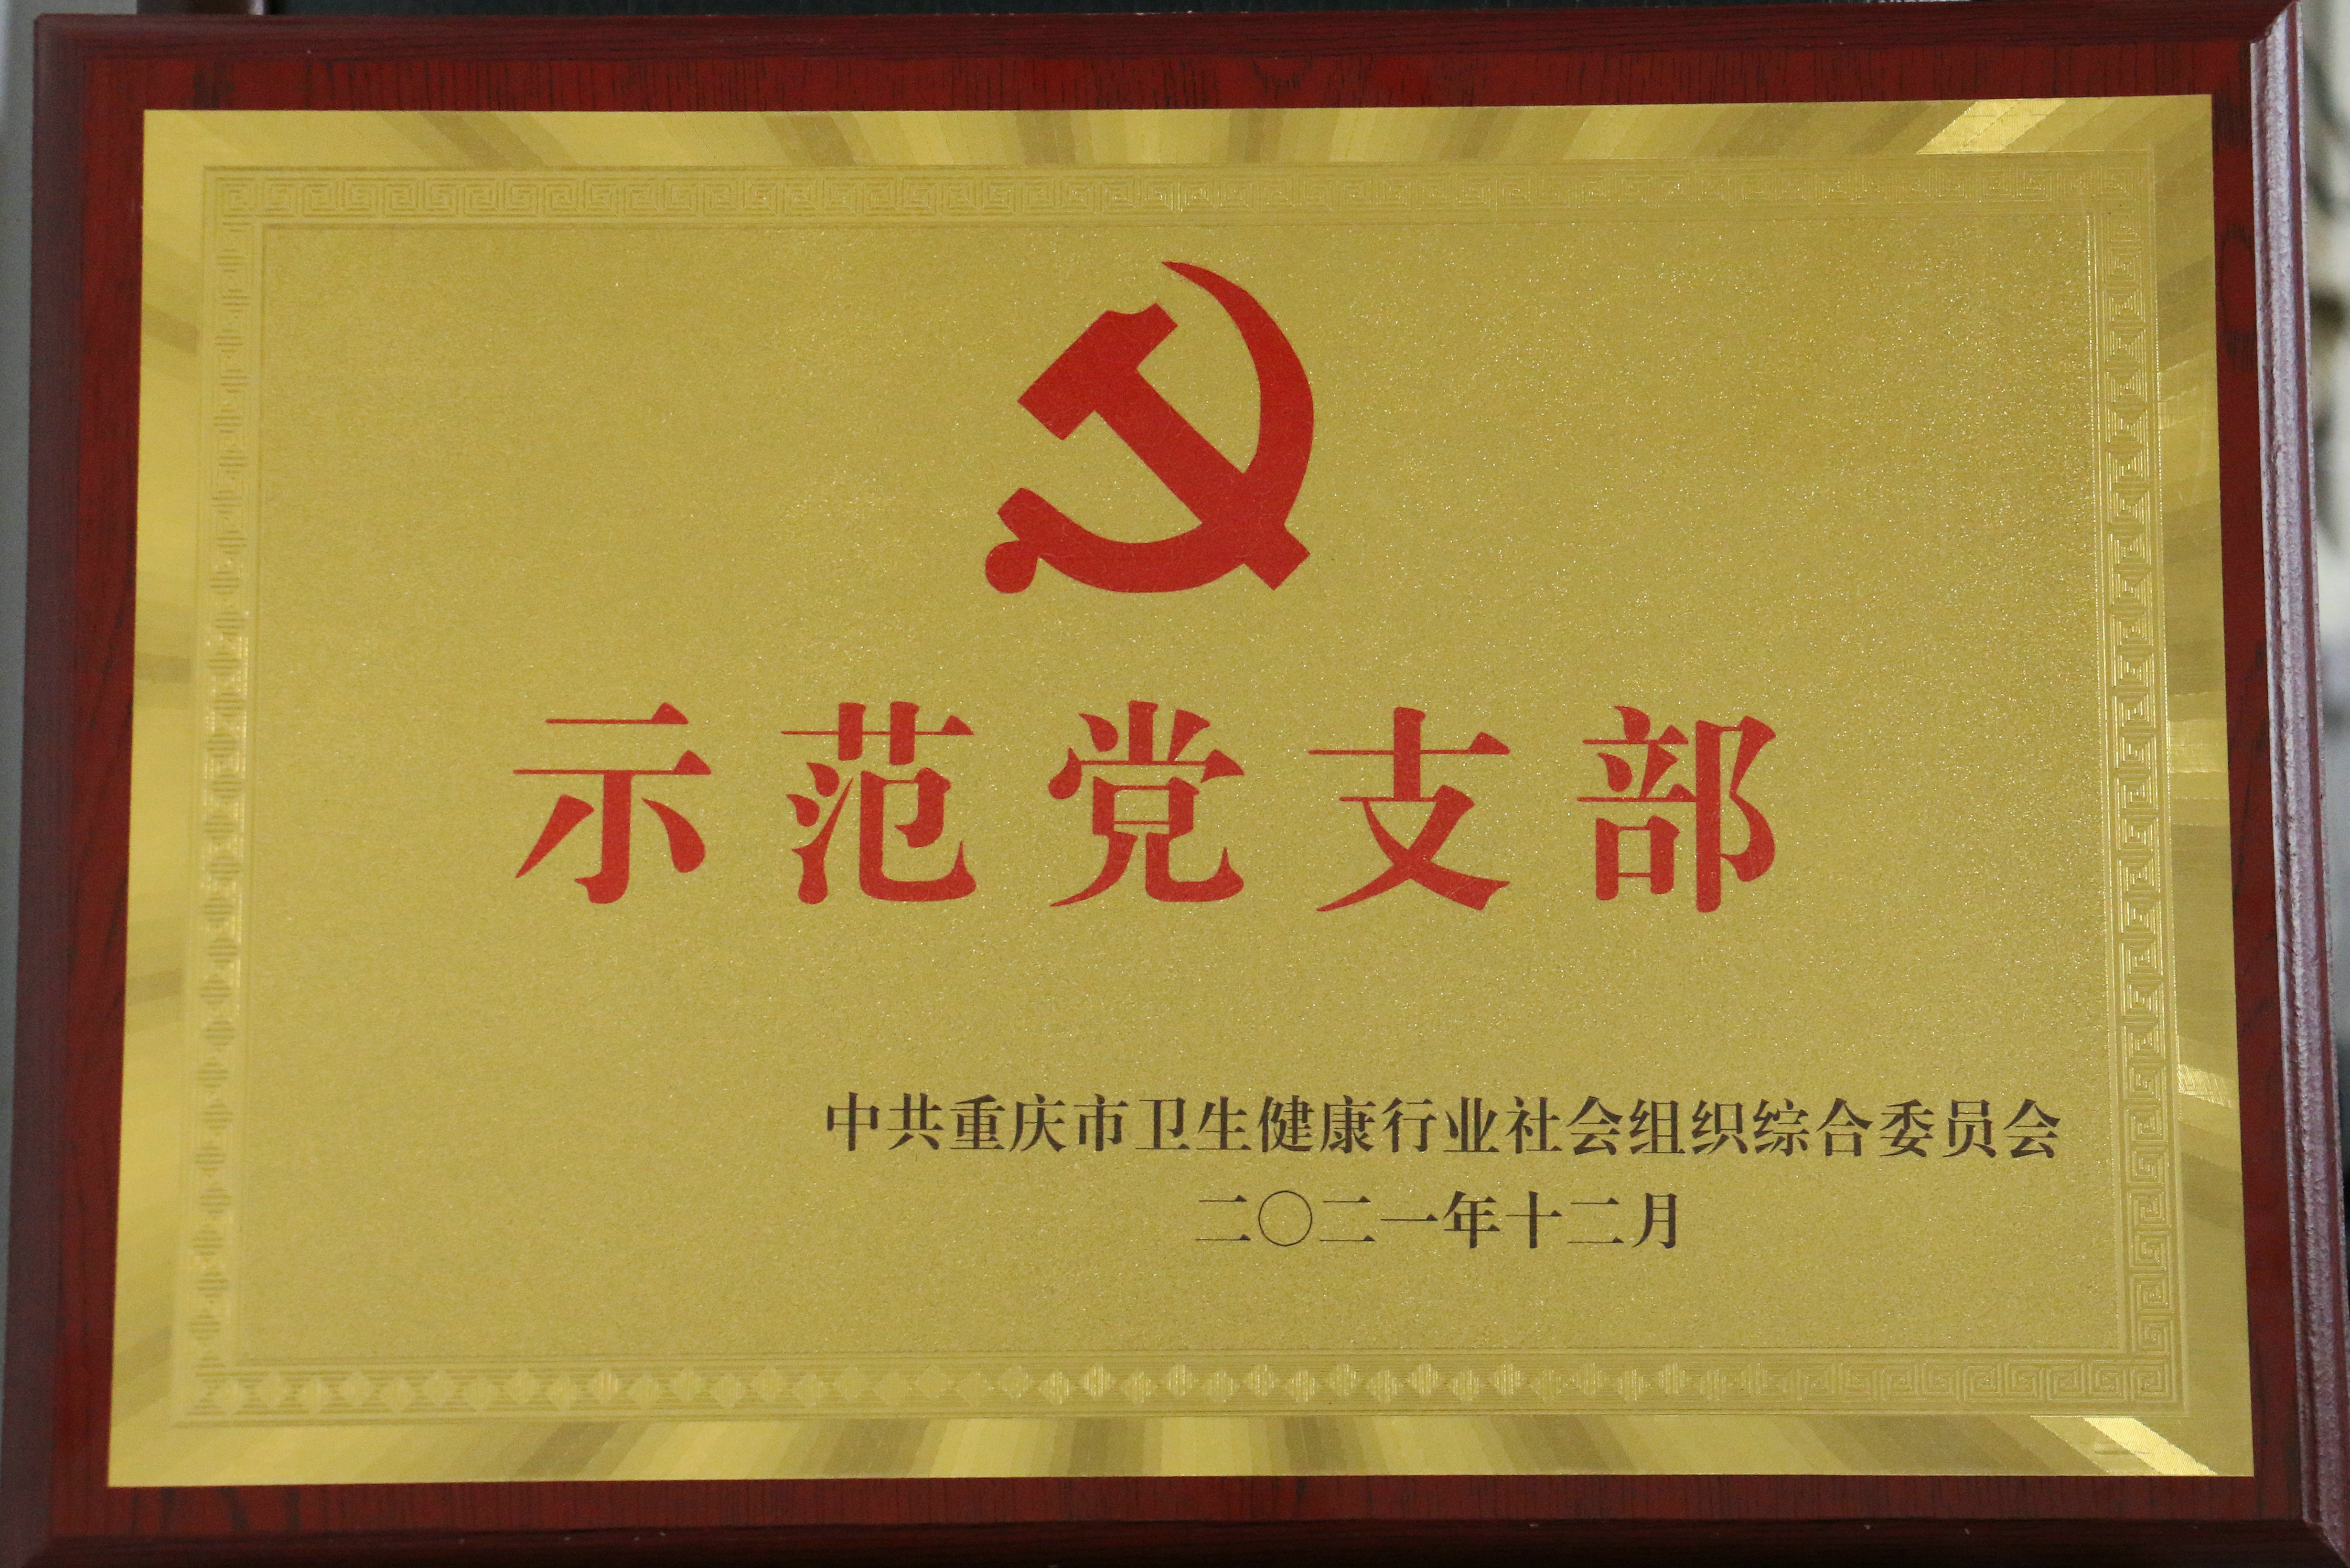 示范党支部
中共重庆市卫生健康行业社会组织综合委员会
二〇二一年十二月